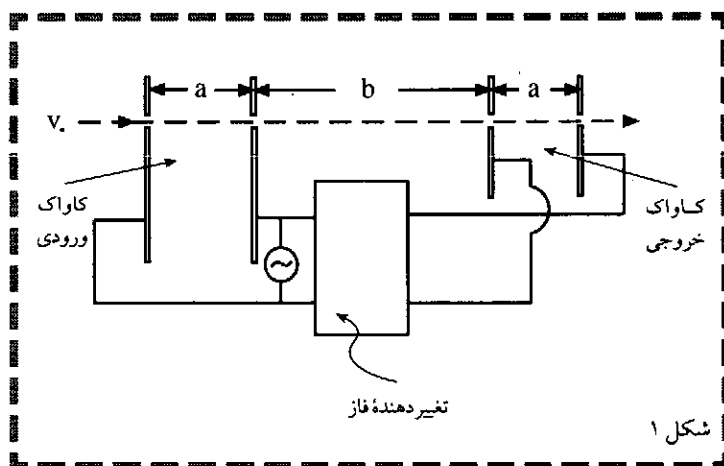 a
b
a
v.
کاواک
ورودی
کاواک
خروجی
تغییردهندهٔ فاز
شکل ۱